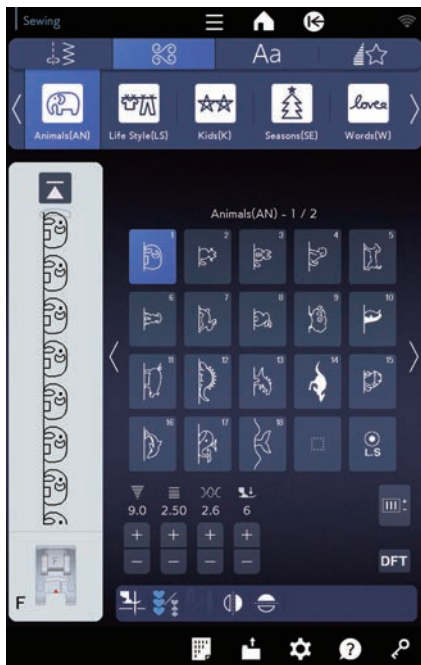 Sewing
Aa
lovee
Animals(AN) Life Style(LS) Kids(K) Seasons(SE) Words(W)
Animals(AN) - 1 / 2
1 2 3 4 5
6 7 8 9 10
11 12 13 14 15
16 17 18 L.S
9.0 2.50 2.6 6
+ + + +
− − − −
DFT
F
?